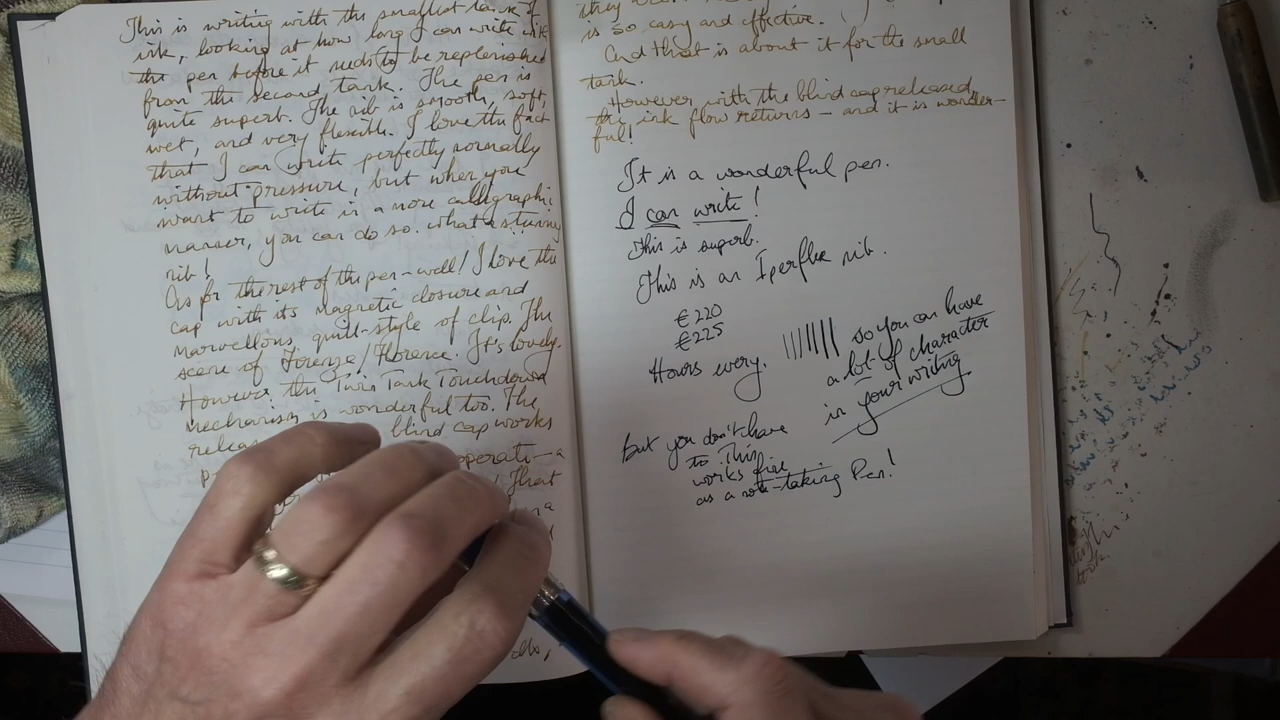 This is writing with the smallest tank of
ink, looking at how long I can write with
the pen before it needs to be replenished
from the second tank. The pen is
quite superb. The nib is smooth, soft,
wet, and very flexible. I love the fact
that I can write perfectly normally
without pressure, but when you
want to write in a more calligraphic
manner, you can do so. what a stunning
nib!
As for the rest of the pen - well! I love the
cap with its magnetic closure and
marvellous, quill-style of clip. The
scene of Firenze/Florence. It's lovely.
However the Twin Tank Touchdown
mechanism is wonderful too. The
blind cap works
operate - a
That
a
they
is so easy and effective.
And that is about it for the small
tank.
However with the blind cap released,
the ink flow returns - and it is wonder-
ful!
It is a wonderful pen.
I can write!
This is superb.
This is an Iperflex nib.
€220
€225
Hours every.
so you can have
a lot of character
in your writing
but you don't have
to This
works fine
as a note-taking Pen!